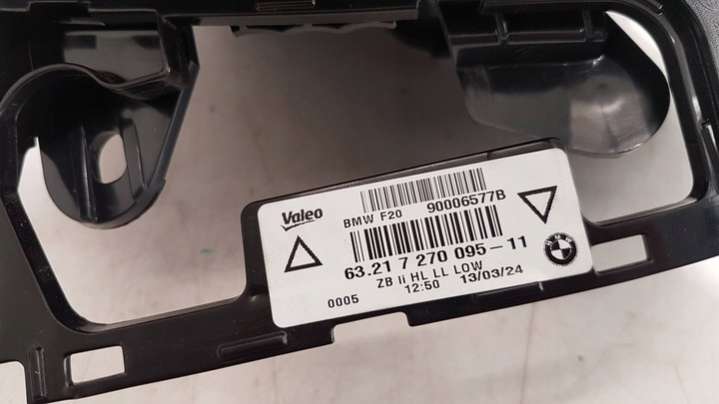 Valeo
BMW F20 90006577B
63.21 7 270 095-11
ZB li HL LL LOW
0005 12:50 13/03/24
BMW